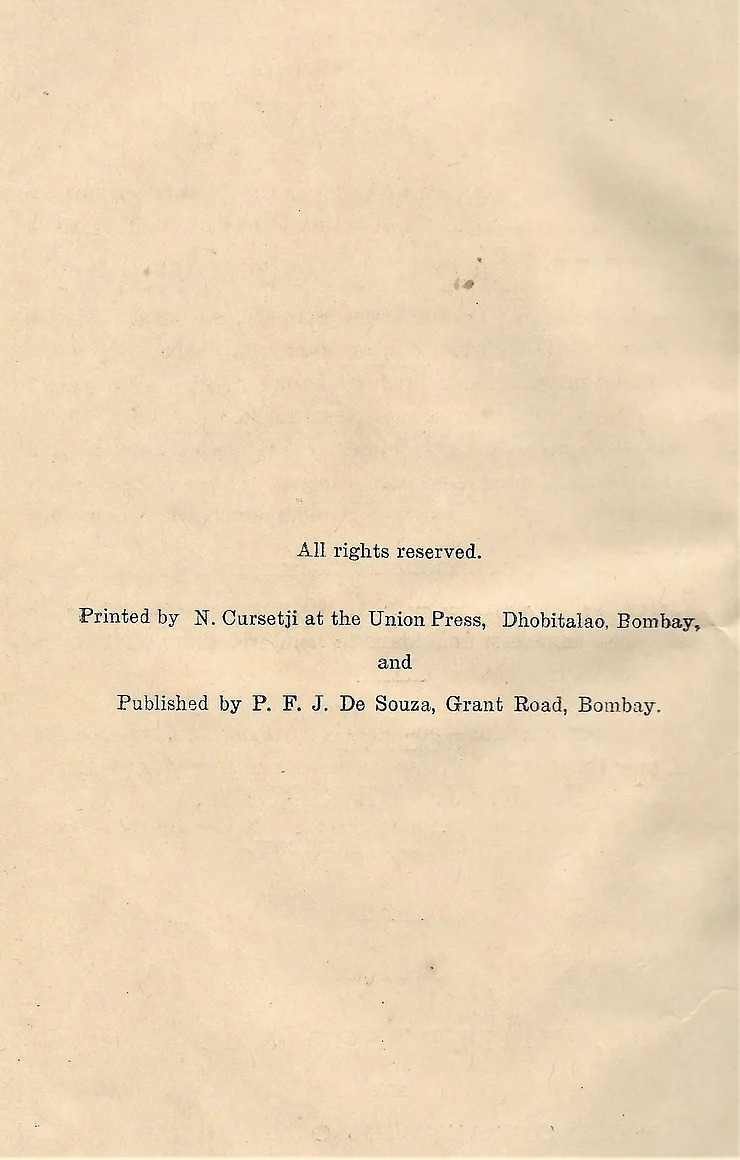 All rights reserved.
Printed by N. Cursetji at the Union Press, Dhobitalao, Bombay,
and
Published by P. F. J. De Souza, Grant Road, Bombay.